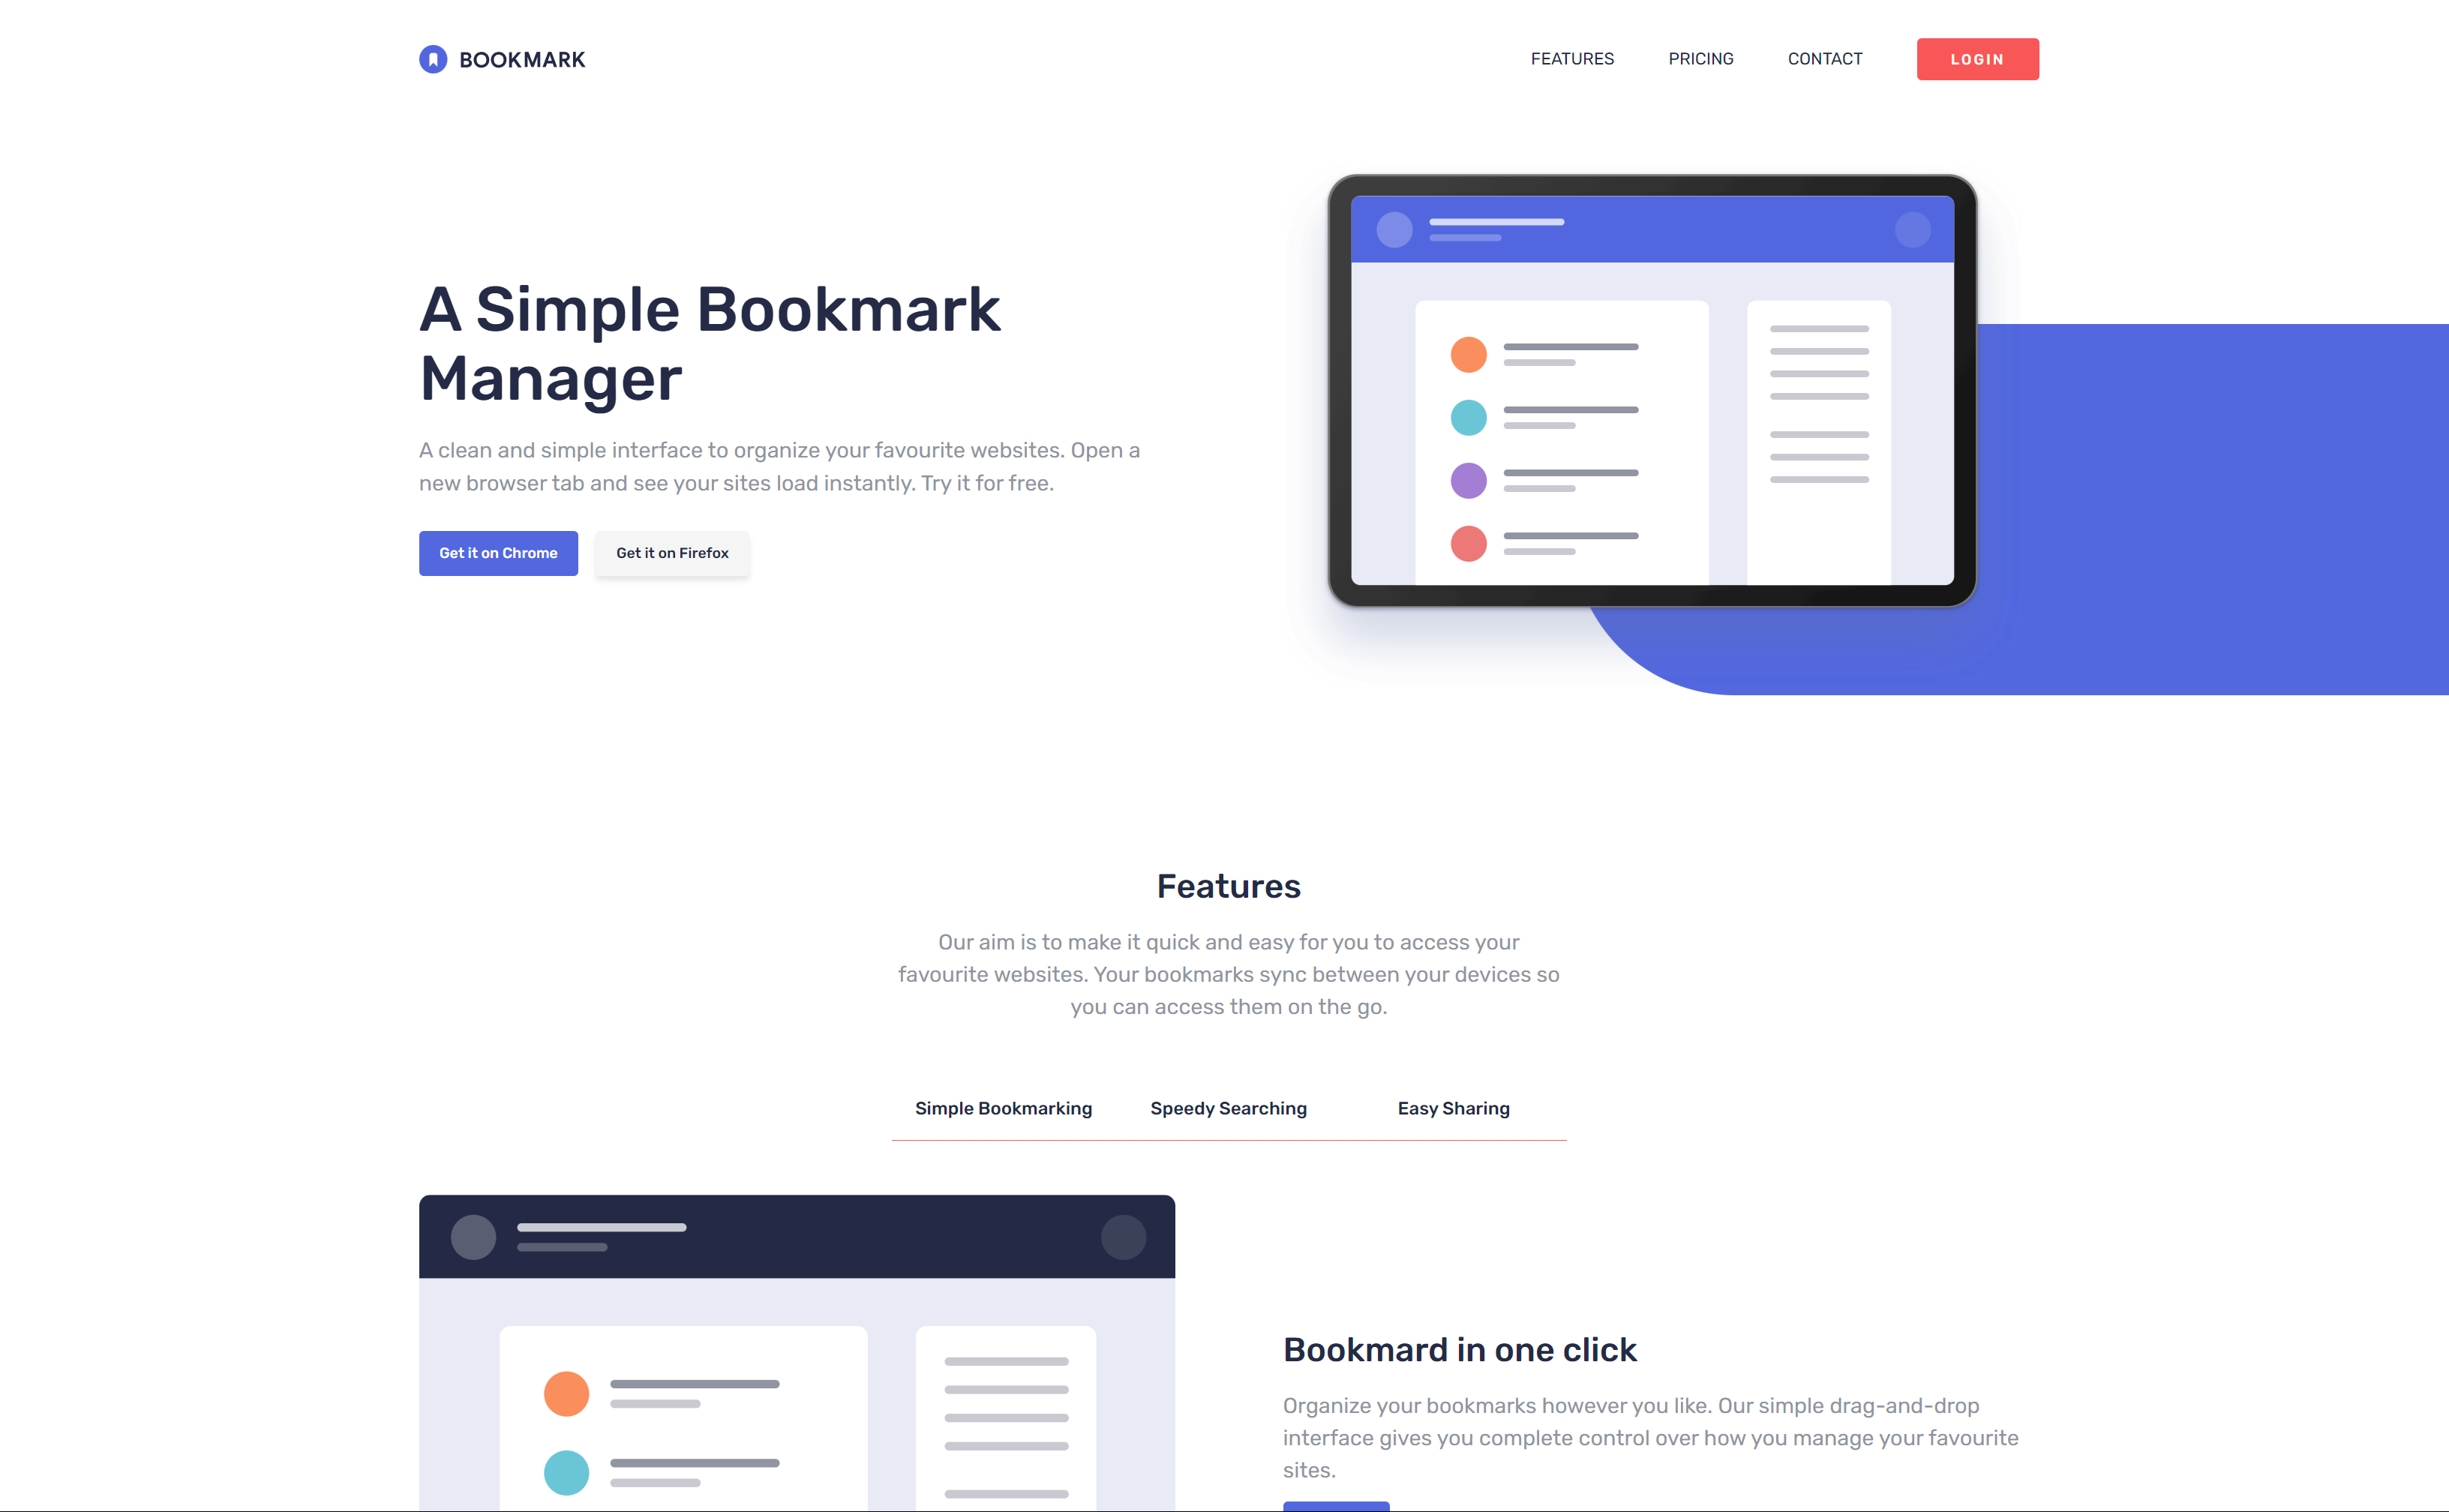 BOOKMARK
FEATURES
PRICING
CONTACT
LOGIN
A Simple Bookmark
Manager
A clean and simple interface to organize your favourite websites. Open a
new browser tab and see your sites load instantly. Try it for free.
Get it on Chrome
Get it on Firefox
Features
Our aim is to make it quick and easy for you to access your
favourite websites. Your bookmarks sync between your devices so
you can access them on the go.
Simple Bookmarking
Speedy Searching
Easy Sharing
Bookmard in one click
Organize your bookmarks however you like. Our simple drag-and-drop
interface gives you complete control over how you manage your favourite
sites.